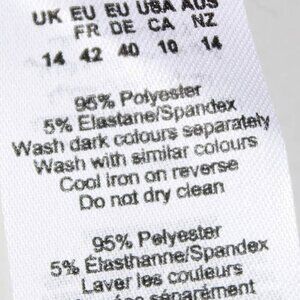 UK EU EU USA AUS
FR DE CA NZ
14 42 40 10 14
95% Polyester
5% Elastane/Spandex
Wash dark colours separately
Wash with similar colours
Cool iron on reverse
Do not dry clean
95% Polyester
5% Élasthanne/Spandex
Laver les couleurs
séparément